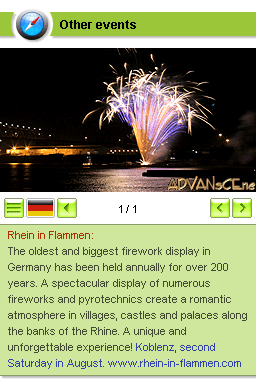 Other events
ADVANsCEne
1 / 1
Rhein in Flammen:
The oldest and biggest firework display in
Germany has been held annually for over 200
years. A spectacular display of numerous
fireworks and pyrotechnics create a romantic
atmosphere in villages, castles and palaces along
the banks of the Rhine. A unique and
unforgettable experience! Koblenz, second
Saturday in August. www.rhein-in-flammen.com